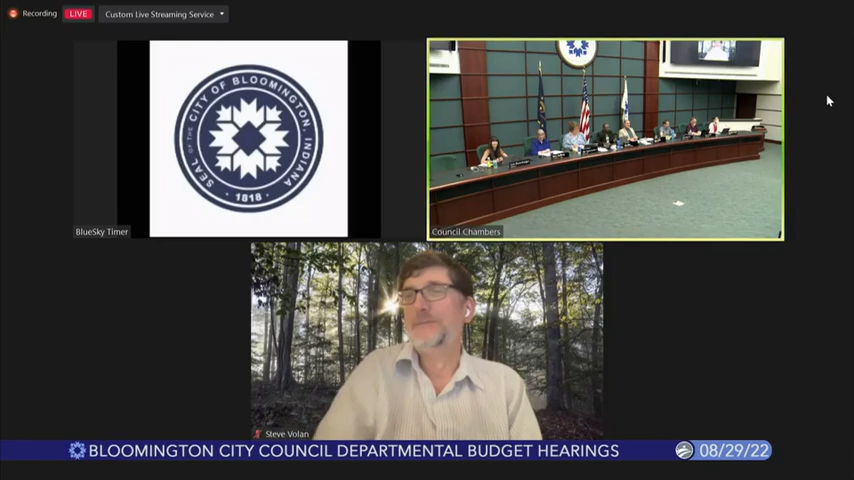 Recording
LIVE
Custom Live Streaming Service
SEAL OF THE CITY OF BLOOMINGTON, INDIANA
1818
BlueSky Timer
Council Chambers
Steve Volan
BLOOMINGTON CITY COUNCIL DEPARTMENTAL BUDGET HEARINGS
08/29/22